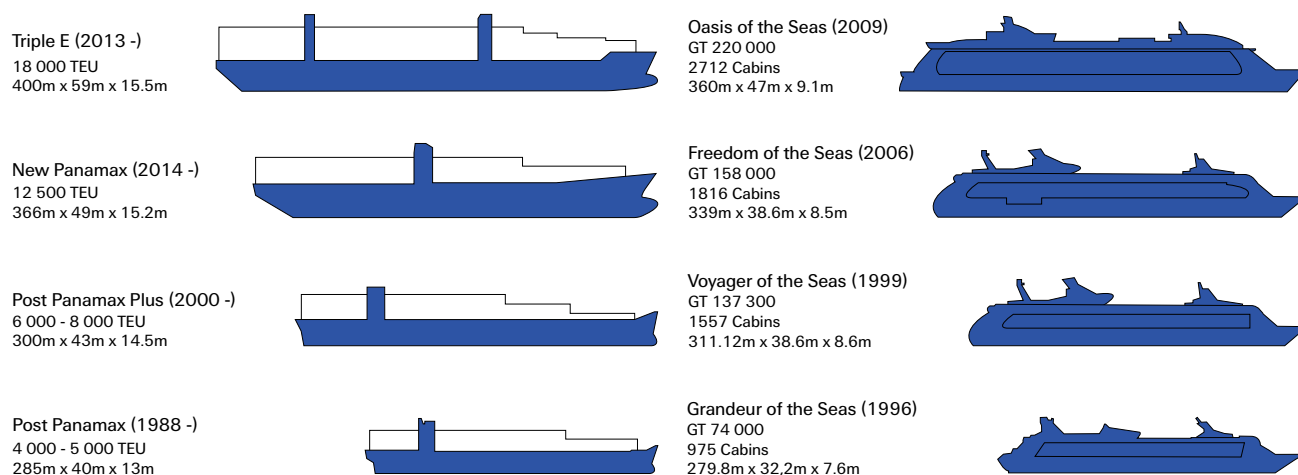 Triple E (2013 -)
18 000 TEU
400m x 59m x 15.5m
New Panamax (2014 -)
12 500 TEU
366m x 49m x 15.2m
Post Panamax Plus (2000 -)
6 000 - 8 000 TEU
300m x 43m x 14.5m
Post Panamax (1988 -)
4 000 - 5 000 TEU
285m x 40m x 13m
Oasis of the Seas (2009)
GT 220 000
2712 Cabins
360m x 47m x 9.1m
Freedom of the Seas (2006)
GT 158 000
1816 Cabins
339m x 38.6m x 8.5m
Voyager of the Seas (1999)
GT 137 300
1557 Cabins
311.12m x 38.6m x 8.6m
Grandeur of the Seas (1996)
GT 74 000
975 Cabins
279.8m x 32,2m x 7.6m